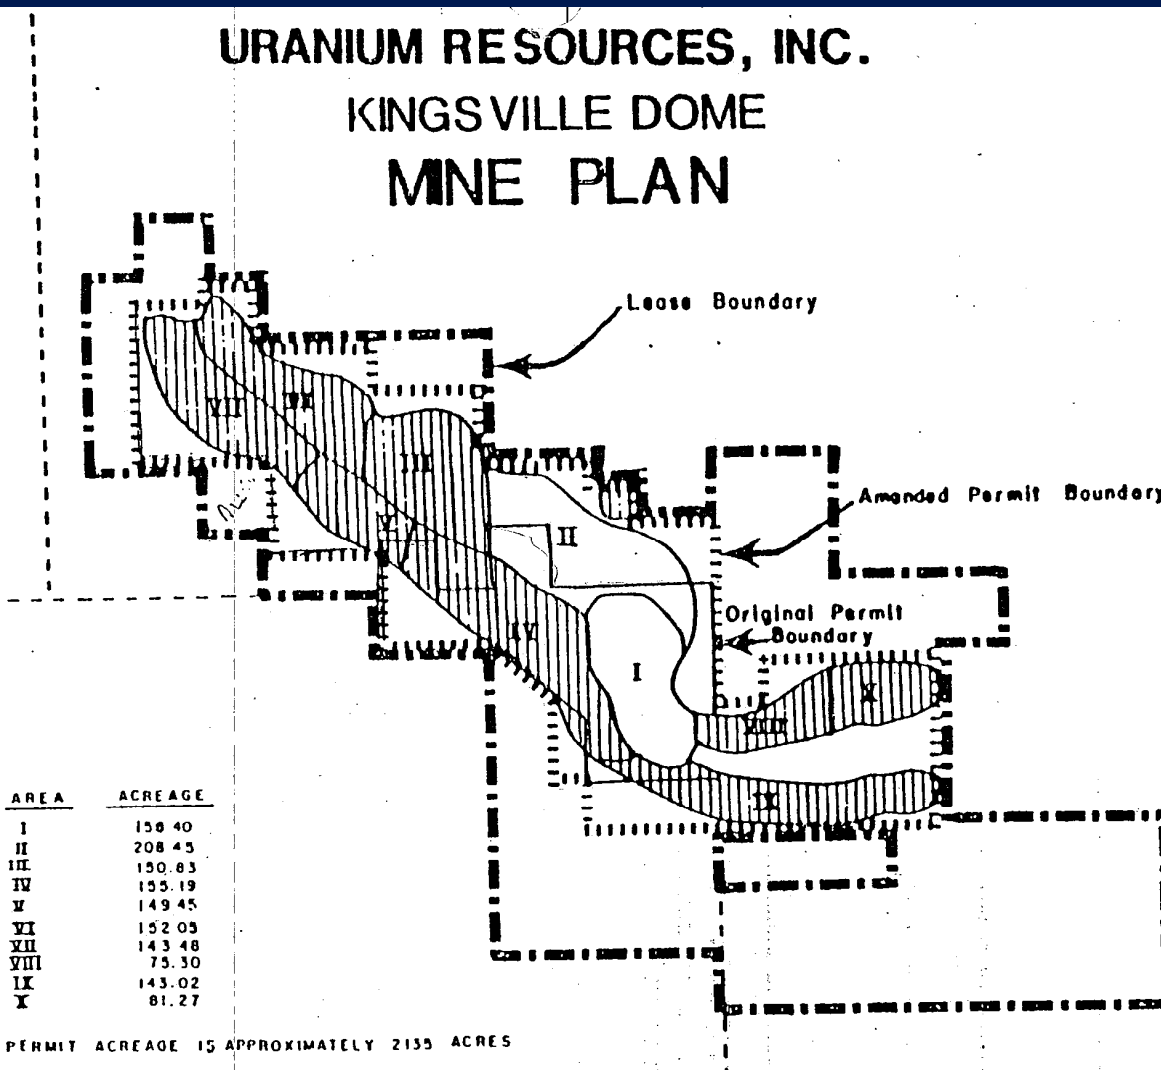 URANIUM RESOURCES, INC.
KINGSVILLE DOME
MINE PLAN
Lease Boundary
Amended Permit Boundary
Original Permit
Boundary
VII
VI
III
V
II
IV
I
VIII
X
IX
AREA ACREAGE
I 156 40
II 208 45
III 150.83
IV 155.19
V 149 45
VI 152 05
VII 143 48
VIII 75.30
IX 143.02
X 81.27
PERMIT ACREAGE IS APPROXIMATELY 2135 ACRES